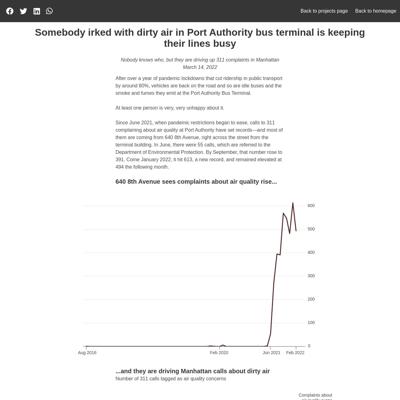 Back to projects page Back to homepage
Somebody irked with dirty air in Port Authority bus terminal is keeping
their lines busy
Nobody knows who, but they are driving up 311 complaints in Manhattan
March 14, 2022
After over a year of pandemic lockdowns that cut ridership in public transport
by around 80%, vehicles are back on the road and so are idle buses and the
smoke and fumes they emit at the Port Authority Bus Terminal.
At least one person is very, very unhappy about it.
Since June 2021, when pandemic restrictions began to ease, calls to 311
complaining about air quality at Port Authority have set records—and most of
them are coming from 640 8th Avenue, right across the street from the
terminal building. In June, there were 55 calls, which are referred to the
Department of Environmental Protection. By September, that number rose to
391. Come January 2022, it hit 613, a new record, and remained elevated at
494 the following month.
640 8th Avenue sees complaints about air quality rise...
600
500
400
300
200
100
0
Aug 2016 Feb 2020 Jun 2021 Feb 2022
...and they are driving Manhattan calls about dirty air
Number of 311 calls tagged as air quality concerns
Complaints about